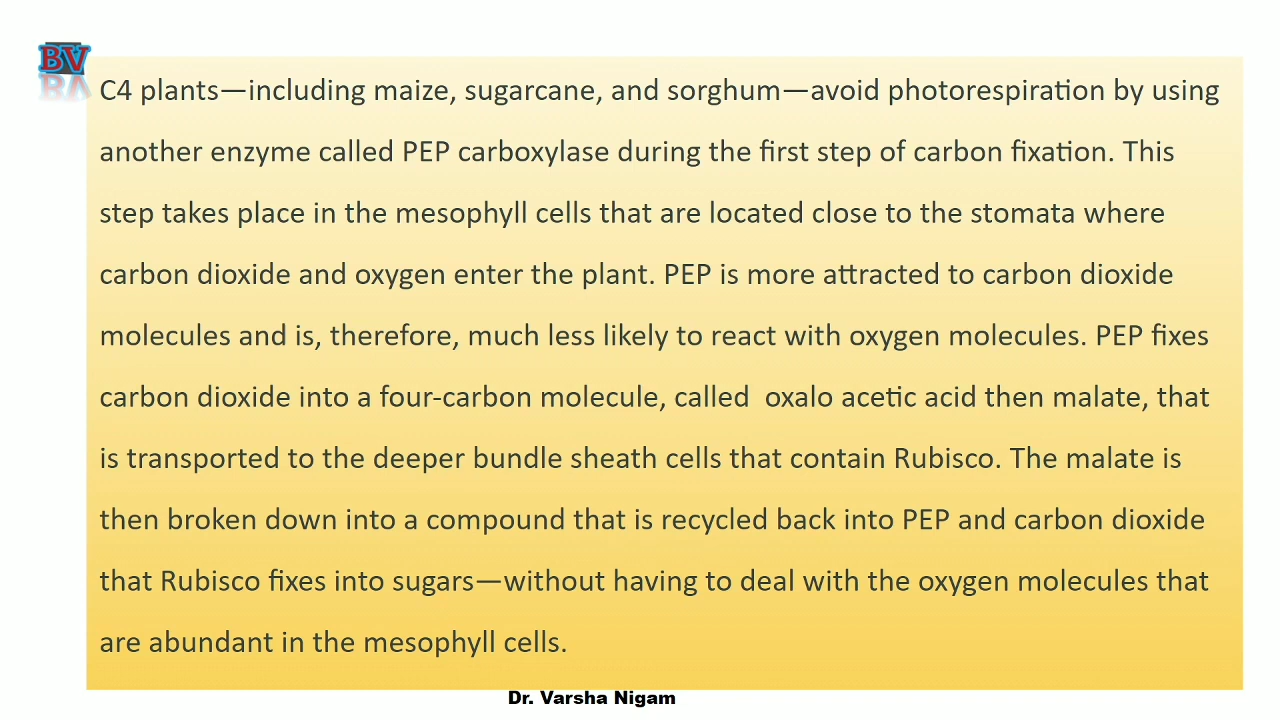 BV
C4 plants—including maize, sugarcane, and sorghum—avoid photorespiration by using
another enzyme called PEP carboxylase during the first step of carbon fixation. This
step takes place in the mesophyll cells that are located close to the stomata where
carbon dioxide and oxygen enter the plant. PEP is more attracted to carbon dioxide
molecules and is, therefore, much less likely to react with oxygen molecules. PEP fixes
carbon dioxide into a four-carbon molecule, called  oxalo acetic acid then malate, that
is transported to the deeper bundle sheath cells that contain Rubisco. The malate is
then broken down into a compound that is recycled back into PEP and carbon dioxide
that Rubisco fixes into sugars—without having to deal with the oxygen molecules that
are abundant in the mesophyll cells.
Dr. Varsha Nigam